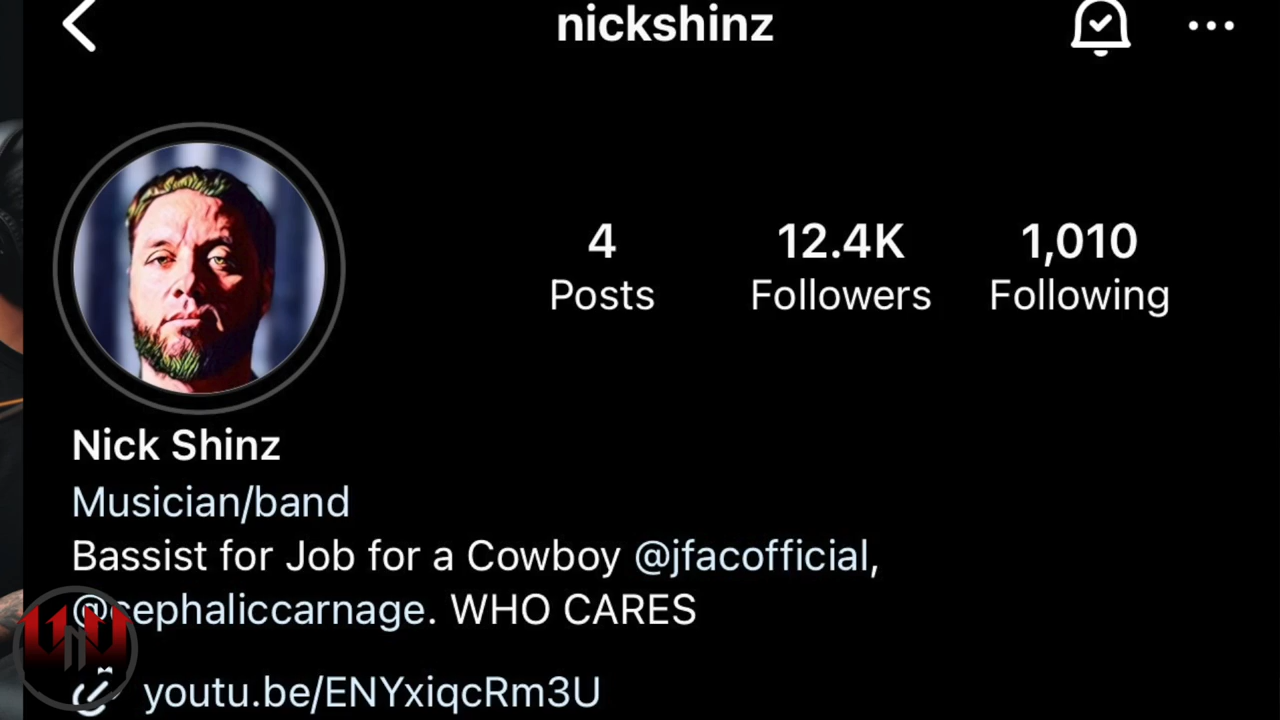 nickshinz
4 12.4K 1,010
Posts Followers Following
Nick Shinz
Musician/band
Bassist for Job for a Cowboy @jfacofficial,
@cephaliccarnage. WHO CARES
youtu.be/ENYxiqcRm3U